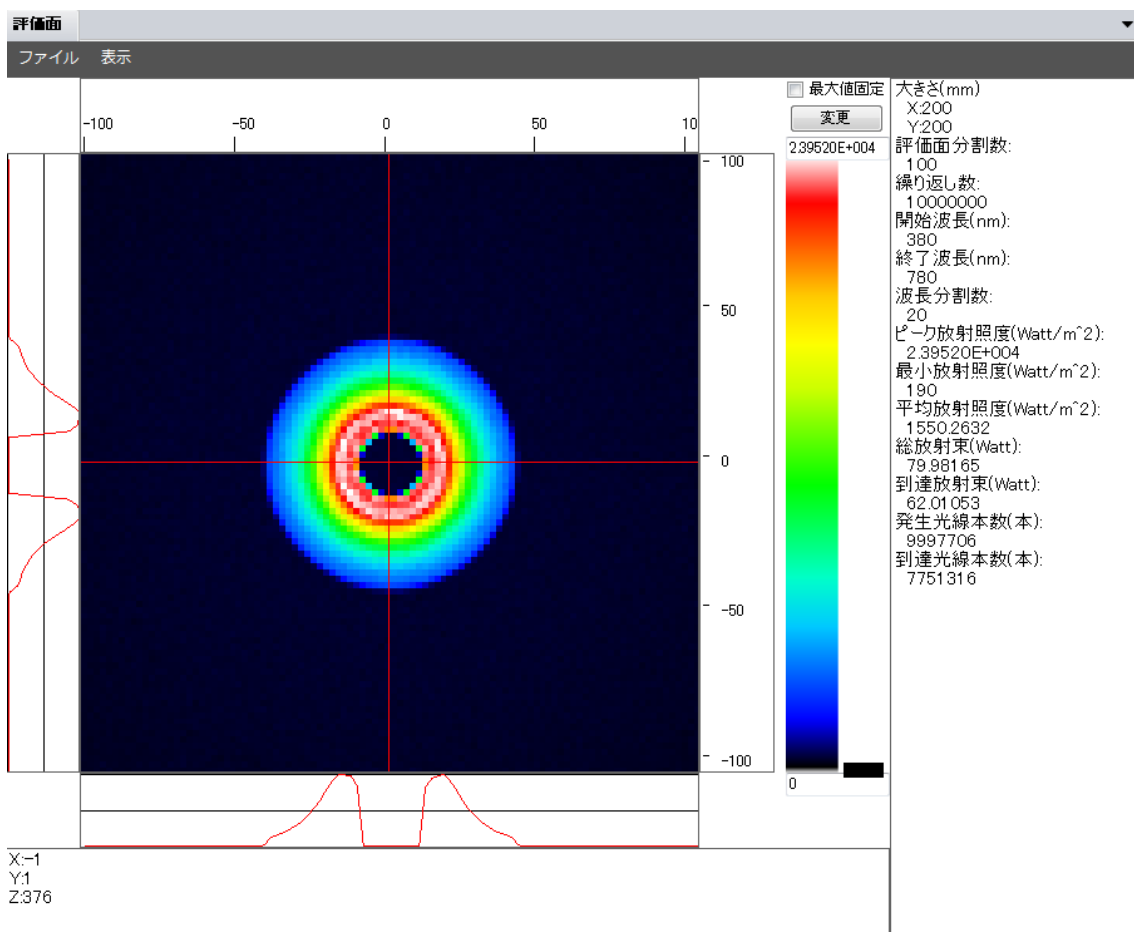 評価面
ファイル 表示
-100 -50 0 50 10
100
50
0
-50
-100
最大値固定
変更
2.39520E+004
0
大きさ(mm)
X:200
Y:200
評価面分割数:
100
繰り返し数:
10000000
開始波長(nm):
380
終了波長(nm):
780
波長分割数:
20
ピーク放射照度(Watt/m^2):
2.39520E+004
最小放射照度(Watt/m^2):
190
平均放射照度(Watt/m^2):
1550.2632
総放射束(Watt):
79.98165
到達放射束(Watt):
62.01053
発生光線本数(本):
9997706
到達光線本数(本):
7751316
X:-1
Y:1
Z:376